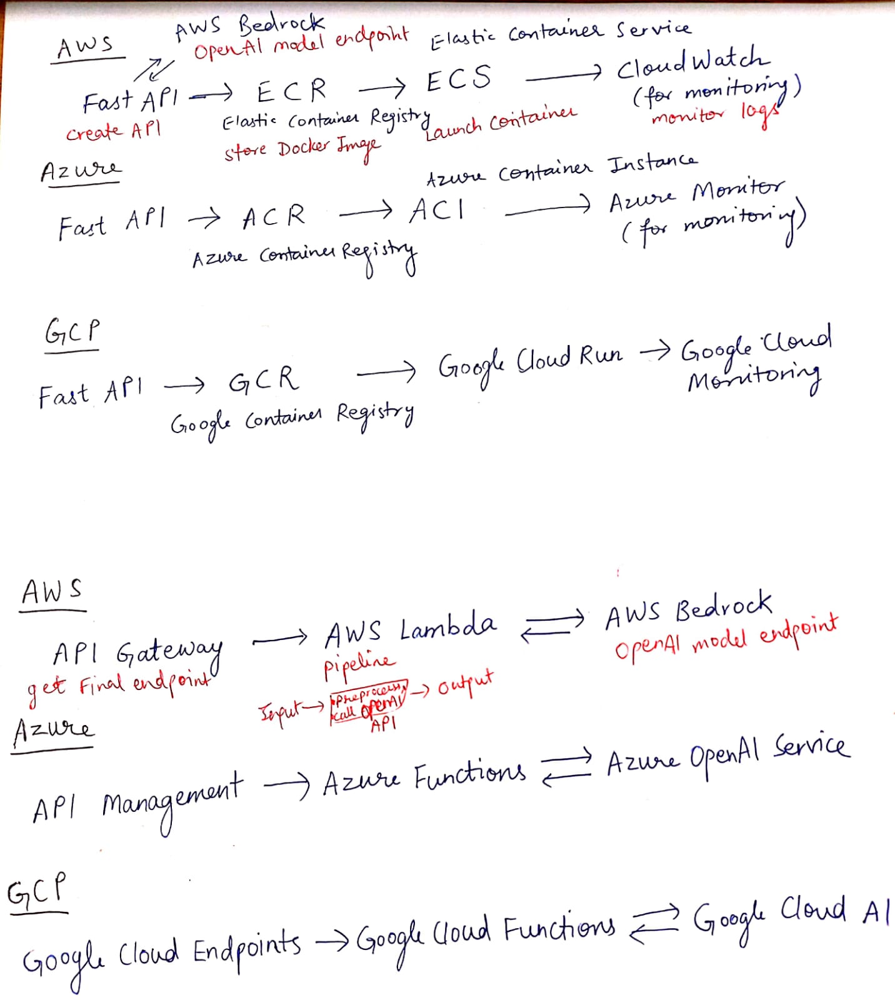 AWS
AWS Bedrock
OpenAI model endpoint
Elastic Container Service
Fast API → ECR → ECS → CloudWatch
(for monitoring)
create API
Elastic Container Registry
Launch Container
monitor logs
store Docker Image
Azure
Azure Container Instance
Fast API → ACR → ACI → Azure Monitor
(for monitoring)
Azure Container Registry
GCP
Fast API → GCR → Google Cloud Run → Google Cloud
Monitoring
Google Container Registry
AWS
API Gateway → AWS Lambda ⇌ AWS Bedrock
get Final endpoint
Pipeline
OpenAI model endpoint
Input → preprocessing → output
call OpenAI
API
Azure
API Management → Azure Functions ⇌ Azure OpenAI Service
GCP
Google Cloud Endpoints → Google Cloud Functions ⇌ Google Cloud AI